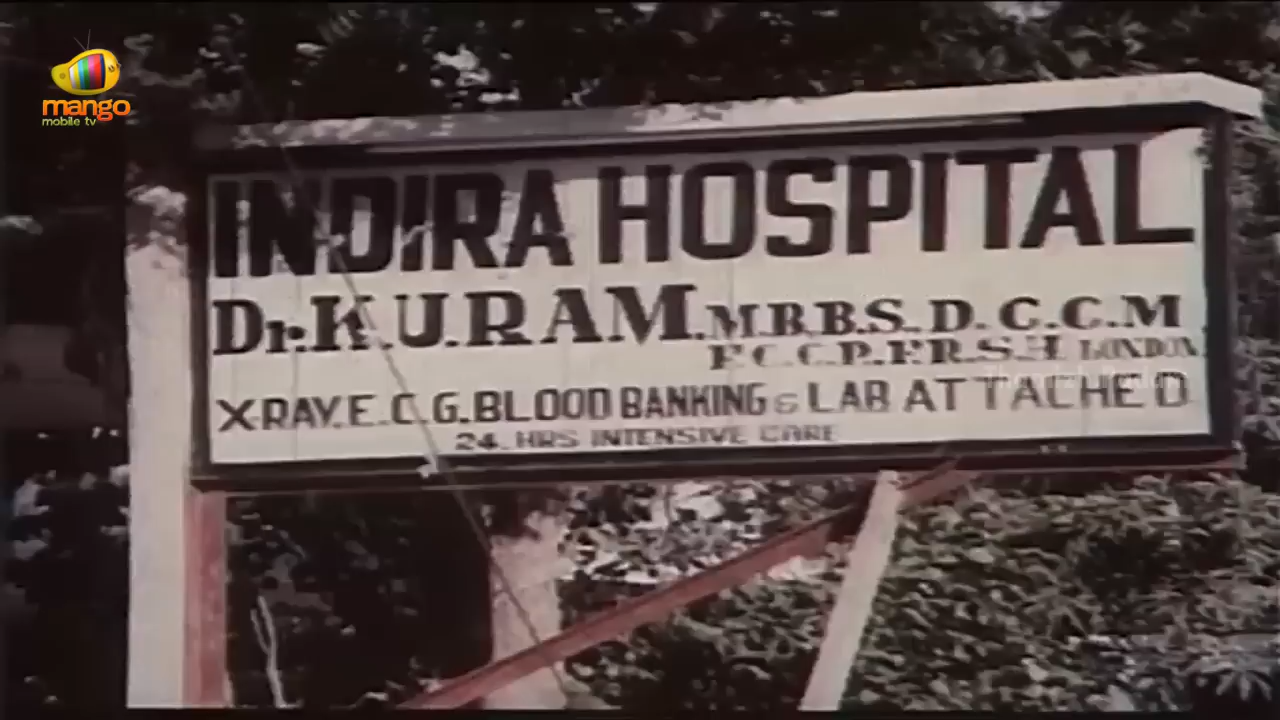 mango
mobile tv
INDIRA HOSPITAL
Dr.K.U.RAM.M.B.B.S. D.C.C.M
F.C.C.P.F.R.S.H LONDON
X-RAY.E.C.G.BLOOD BANKING & LAB ATTACHED
24.HRS INTENSIVE CARE